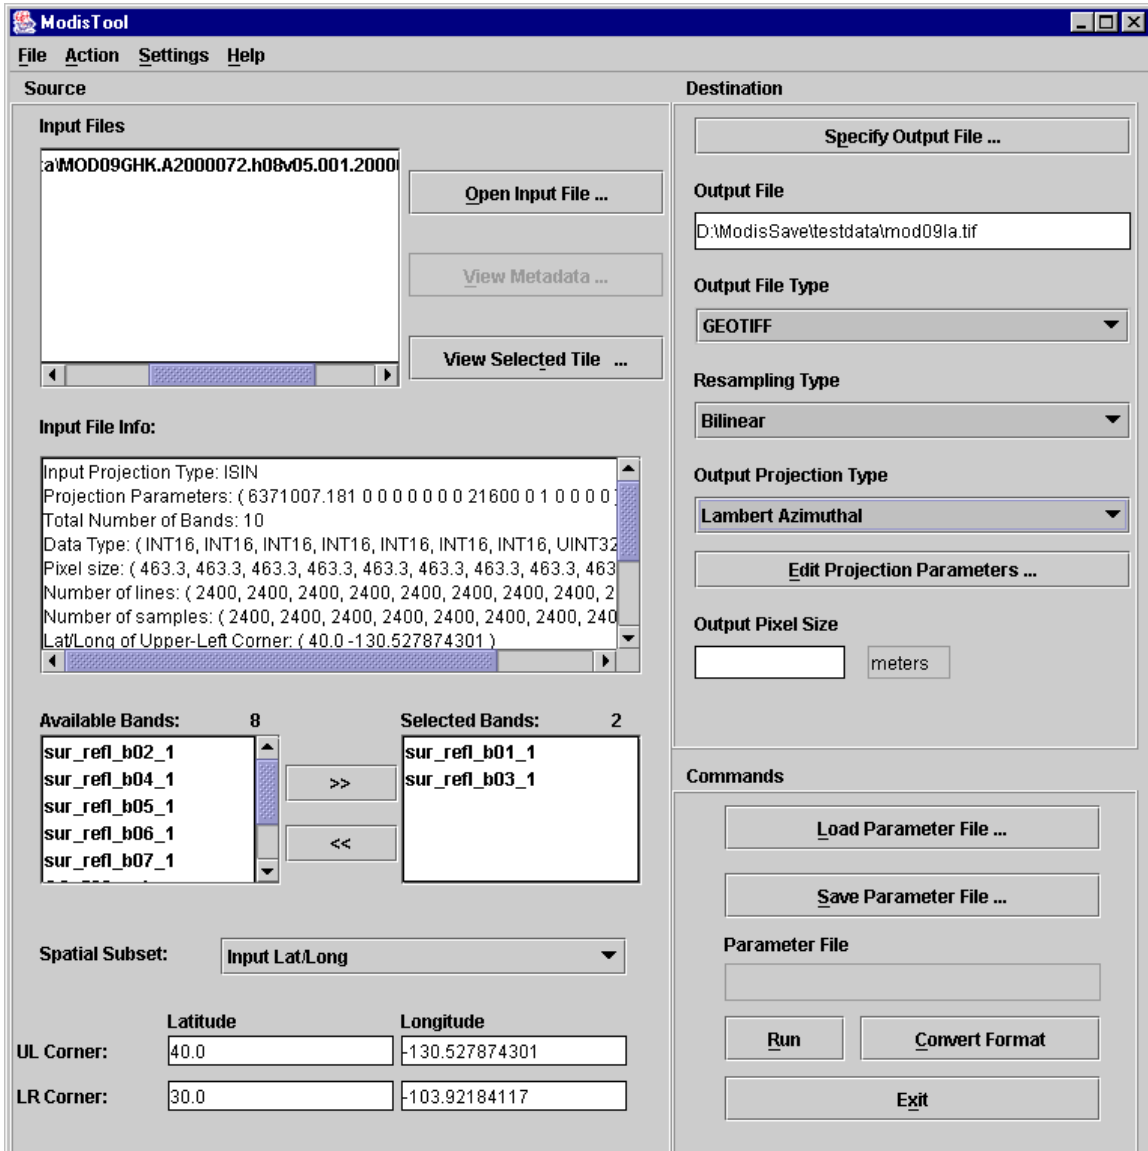 ModisTool
File Action Settings Help
Source
Input Files
:a\MOD09GHK.A2000072.h08v05.001.2000
Open Input File ...
View Metadata ...
View Selected Tile ...
Input File Info:
Input Projection Type: ISIN
Projection Parameters: ( 6371007.181 0 0 0 0 0 0 0 21600 0 1 0 0 0 0 )
Total Number of Bands: 10
Data Type: ( INT16, INT16, INT16, INT16, INT16, INT16, INT16, UINT32
Pixel size: ( 463.3, 463.3, 463.3, 463.3, 463.3, 463.3, 463.3, 463.3, 463
Number of lines: ( 2400, 2400, 2400, 2400, 2400, 2400, 2400, 2400, 2
Number of samples: ( 2400, 2400, 2400, 2400, 2400, 2400, 2400, 240
Lat/Long of Upper-Left Corner: ( 40.0 -130.527874301 )
Available Bands: 8
sur_refl_b02_1
sur_refl_b04_1
sur_refl_b05_1
sur_refl_b06_1
sur_refl_b07_1
>>
<<
Selected Bands: 2
sur_refl_b01_1
sur_refl_b03_1
Spatial Subset: Input Lat/Long
Latitude Longitude
UL Corner: 40.0 -130.527874301
LR Corner: 30.0 -103.92184117
Destination
Specify Output File ...
Output File
D:\ModisSave\testdata\mod09la.tif
Output File Type
GEOTIFF
Resampling Type
Bilinear
Output Projection Type
Lambert Azimuthal
Edit Projection Parameters ...
Output Pixel Size
meters
Commands
Load Parameter File ...
Save Parameter File ...
Parameter File
Run Convert Format
Exit